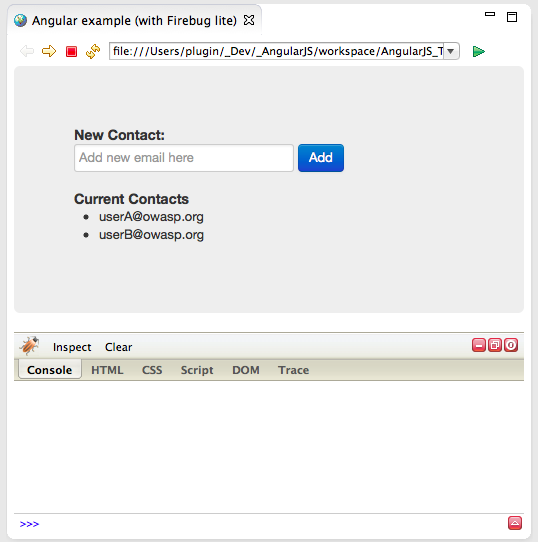 Angular example (with Firebug lite)
file:///Users/plugin/_Dev/_AngularJS/workspace/AngularJS_T
New Contact:
Add new email here Add
Current Contacts
userA@owasp.org
userB@owasp.org
Inspect Clear
Console HTML CSS Script DOM Trace
>>>